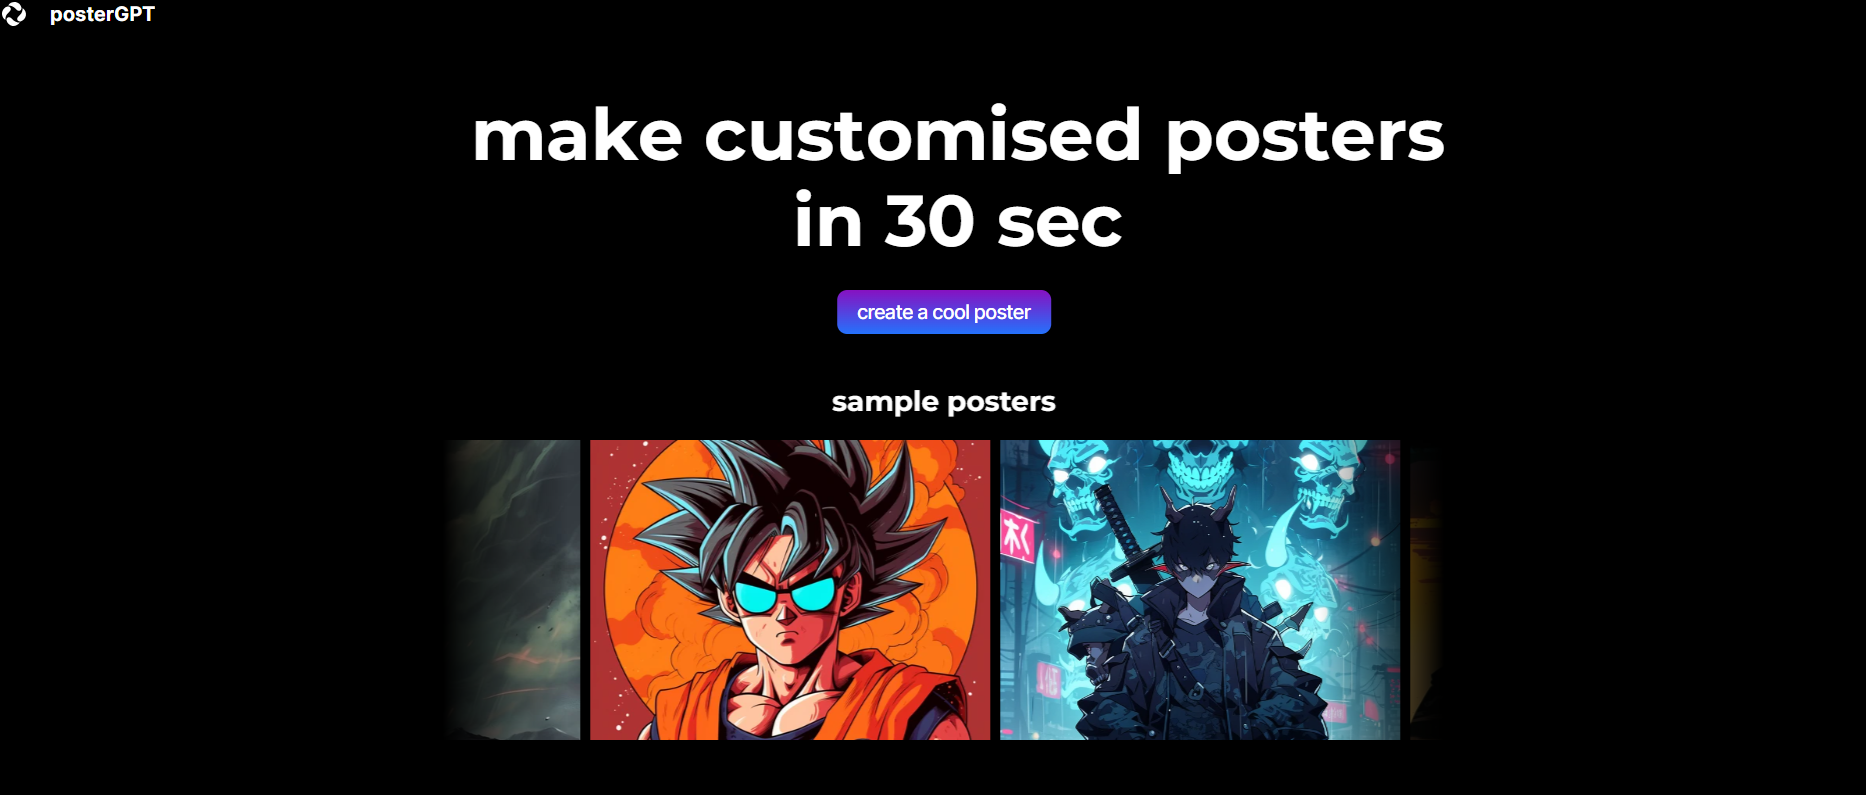 posterGPT
make customised posters
in 30 sec
create a cool poster
sample posters